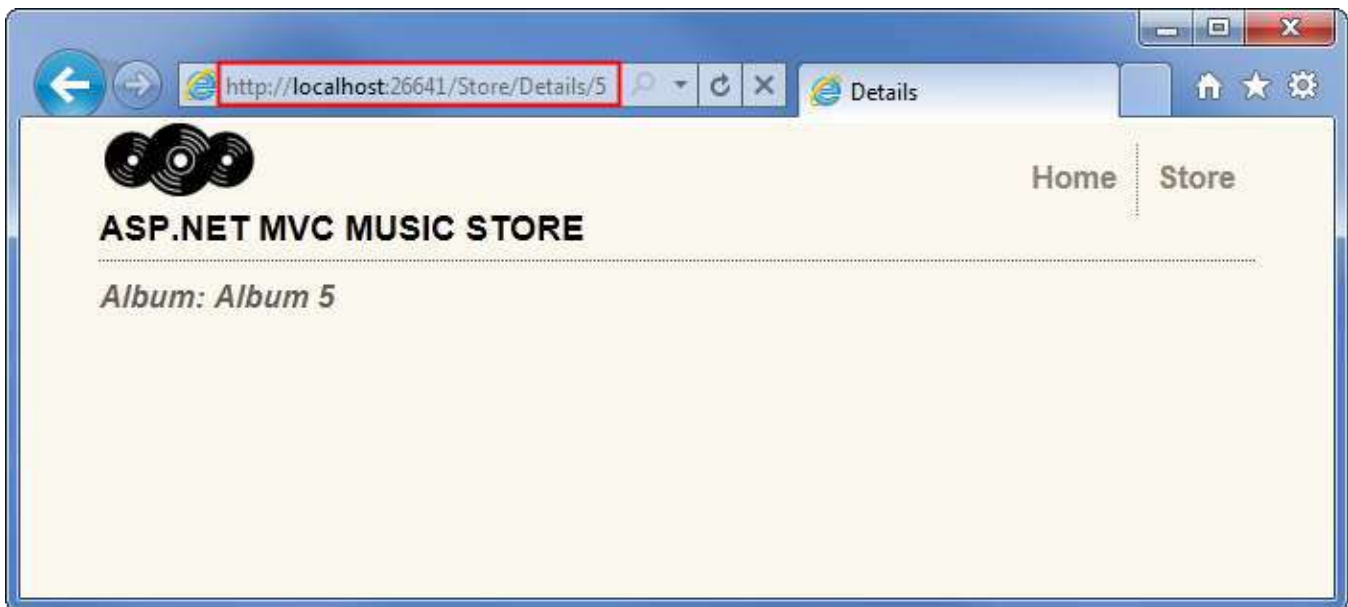 http://localhost:26641/Store/Details/5
Details
Home
Store
ASP.NET MVC MUSIC STORE
Album: Album 5